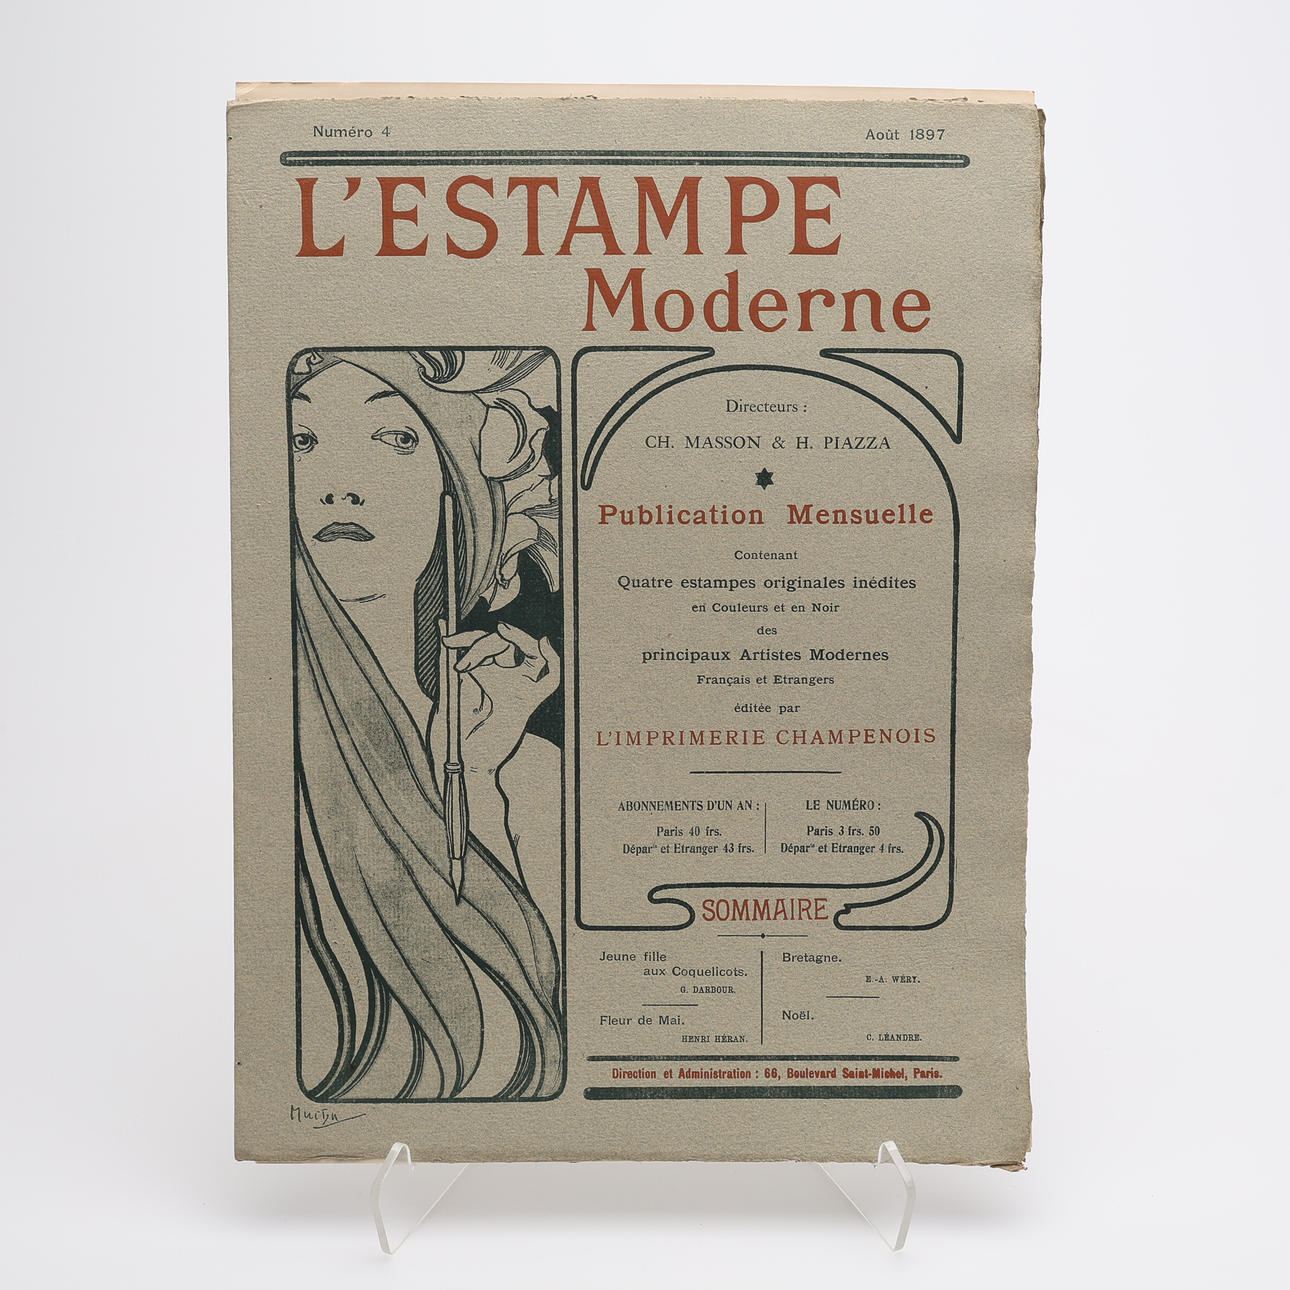 Numéro 4
Août 1897
L'ESTAMPE
Moderne
Directeurs :
CH. MASSON & H. PIAZZA
Publication Mensuelle
Contenant
Quatre estampes originales inédites
en Couleurs et en Noir
des
principaux Artistes Modernes
Français et Etrangers
éditée par
L'IMPRIMERIE CHAMPENOIS
ABONNEMENTS D'UN AN :
Paris 40 frs.
Dépar.ts et Etranger 43 frs.
LE NUMÉRO :
Paris 3 frs. 50
Dépar.ts et Etranger 4 frs.
SOMMAIRE
Jeune fille
aux Coquelicots.
G. DARBOUR.
Fleur de Mai.
HENRI HÉRAN.
Bretagne.
E.-A. WÉRY.
Noël.
C. LÉANDRE.
Direction et Administration : 66, Boulevard Saint-Michel, Paris.
Mucha